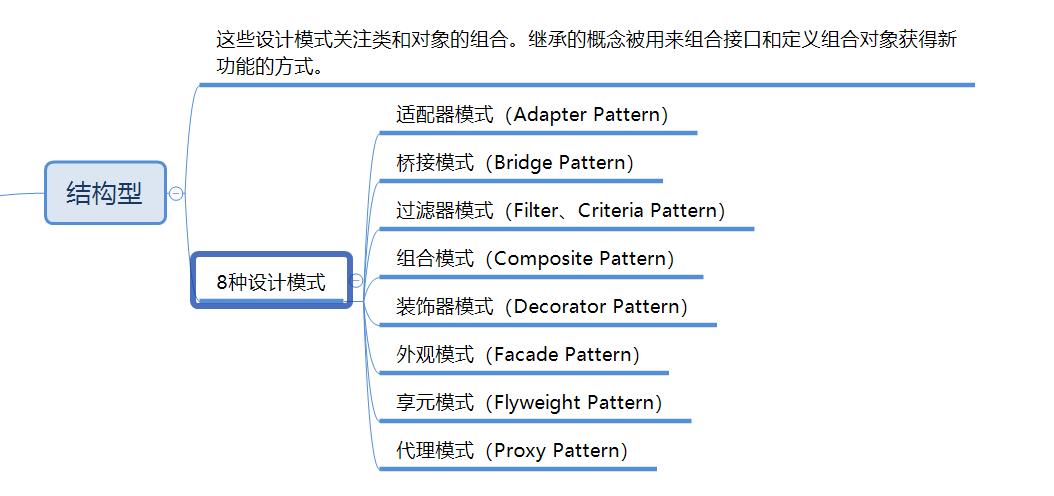 这些设计模式关注类和对象的组合。继承的概念被用来组合接口和定义组合对象获得新
功能的方式。
适配器模式（Adapter Pattern）
桥接模式（Bridge Pattern）
结构型
过滤器模式（Filter、Criteria Pattern）
组合模式（Composite Pattern）
8种设计模式
装饰器模式（Decorator Pattern）
外观模式（Facade Pattern）
享元模式（Flyweight Pattern）
代理模式（Proxy Pattern）